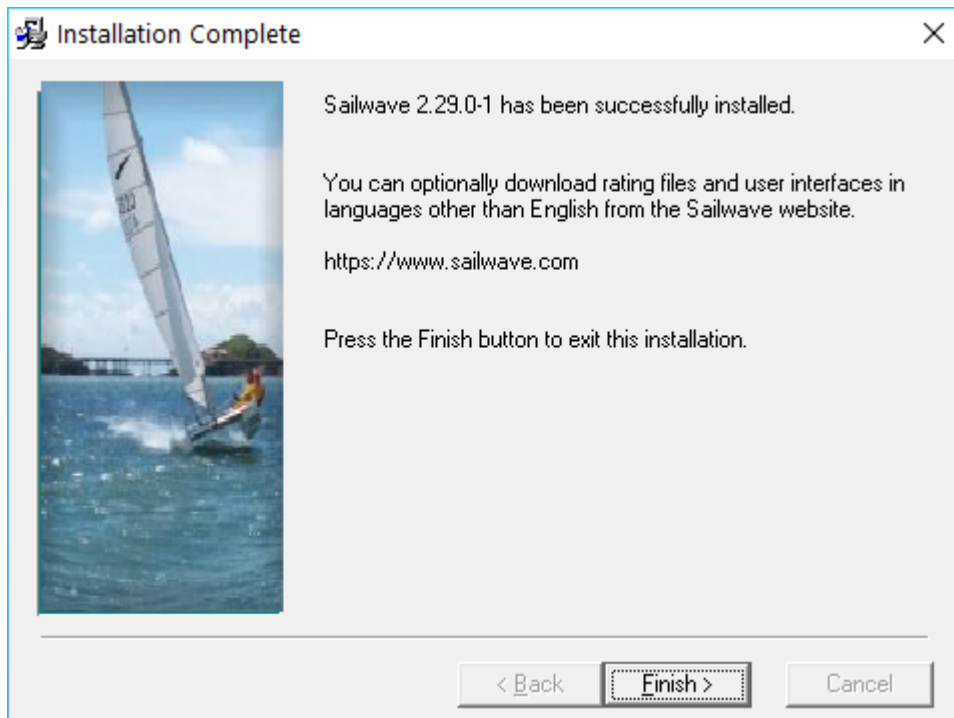 Installation Complete
Sailwave 2.29.0-1 has been successfully installed.
You can optionally download rating files and user interfaces in
languages other than English from the Sailwave website.
https://www.sailwave.com
Press the Finish button to exit this installation.
< Back
Finish >
Cancel